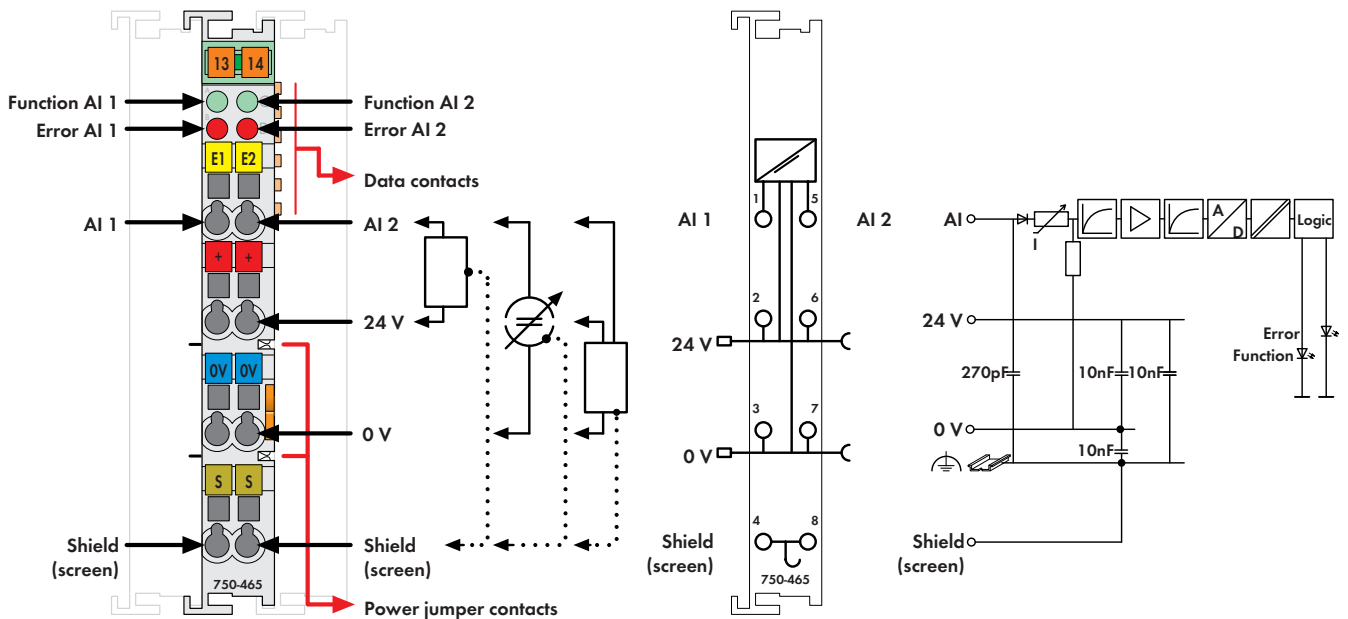 13 14
Function AI 1
Function AI 2
Error AI 1
Error AI 2
E1 E2
Data contacts
AI 1
AI 2
+ +
24 V
0V 0V
0 V
S S
Shield
(screen)
Shield
(screen)
750-465
Power jumper contacts
1 5
AI 1
AI 2
2 6
24 V
3 7
0 V
4 8
Shield
(screen)
750-465
AI
I
A
D
Logic
24 V
Error
Function
270pF
10nF
10nF
0 V
10nF
Shield
(screen)